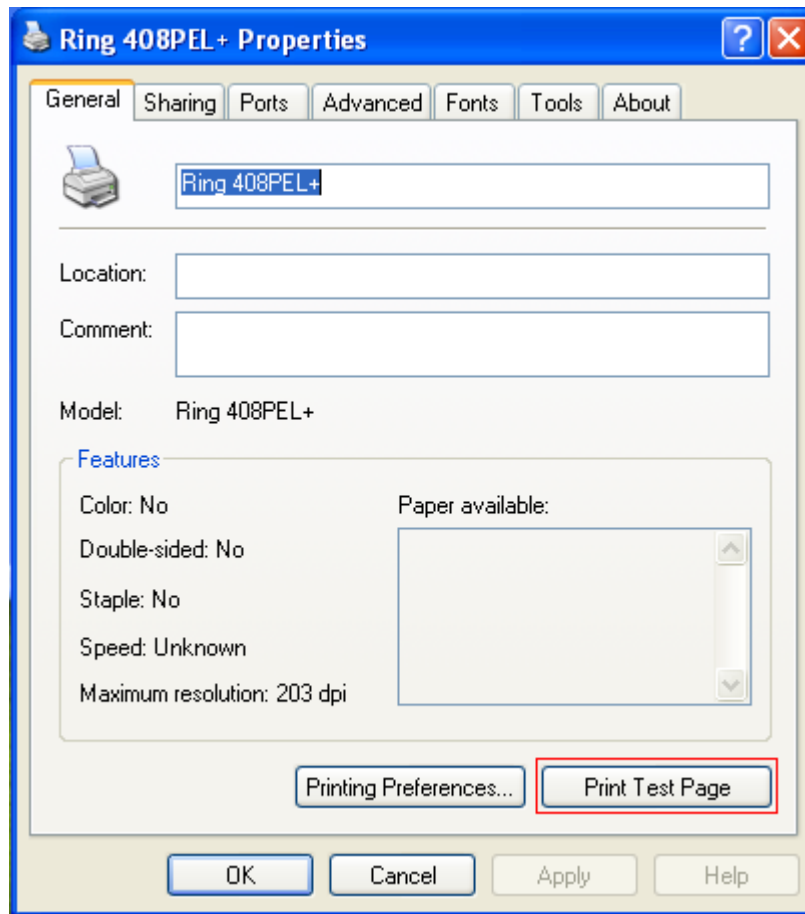 Ring 408PEL+ Properties
General Sharing Ports Advanced Fonts Tools About
Ring 408PEL+
Location:
Comment:
Model: Ring 408PEL+
Features
Color: No Paper available:
Double-sided: No
Staple: No
Speed: Unknown
Maximum resolution: 203 dpi
Printing Preferences... Print Test Page
OK Cancel Apply Help